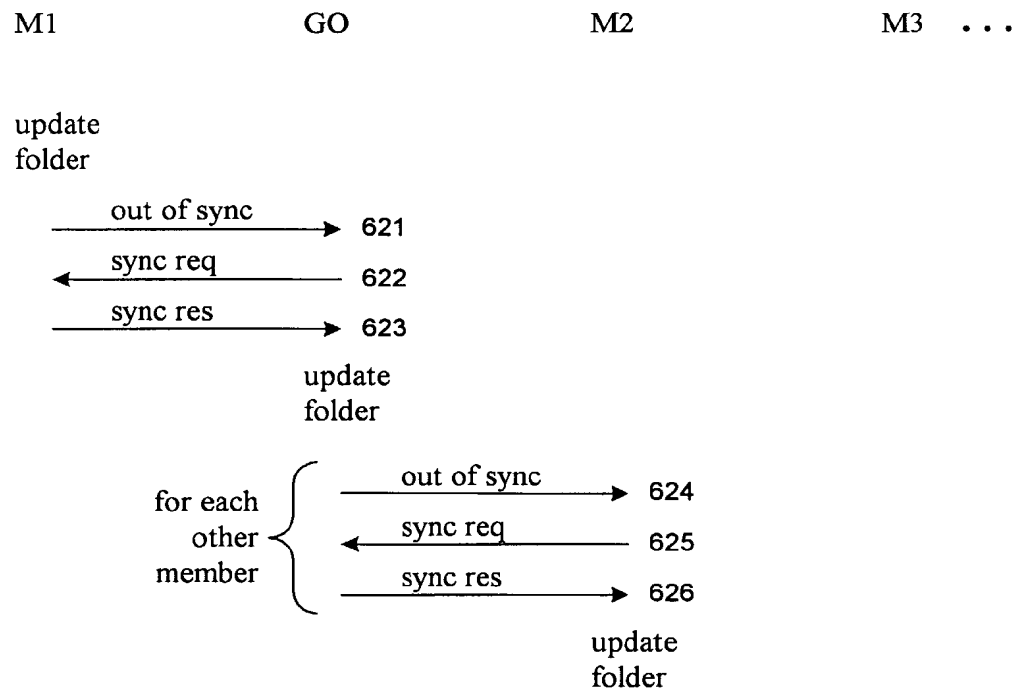 M1 GO M2 M3 ...
update
folder
out of sync 621
sync req 622
sync res 623
update
folder
for each
other
member
out of sync 624
sync req 625
sync res 626
update
folder